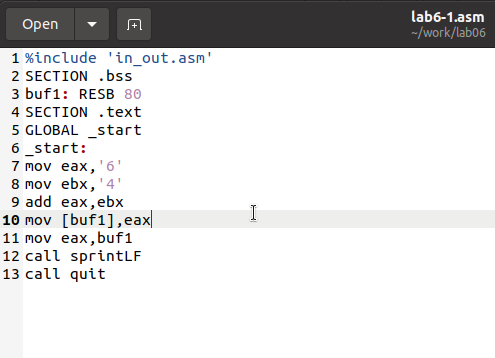 Open
lab6-1.asm
~/work/lab06
1 %include 'in_out.asm'
2 SECTION .bss
3 buf1: RESB 80
4 SECTION .text
5 GLOBAL _start
6 _start:
7 mov eax,'6'
8 mov ebx,'4'
9 add eax,ebx
10 mov [buf1],eax
11 mov eax,buf1
12 call sprintLF
13 call quit